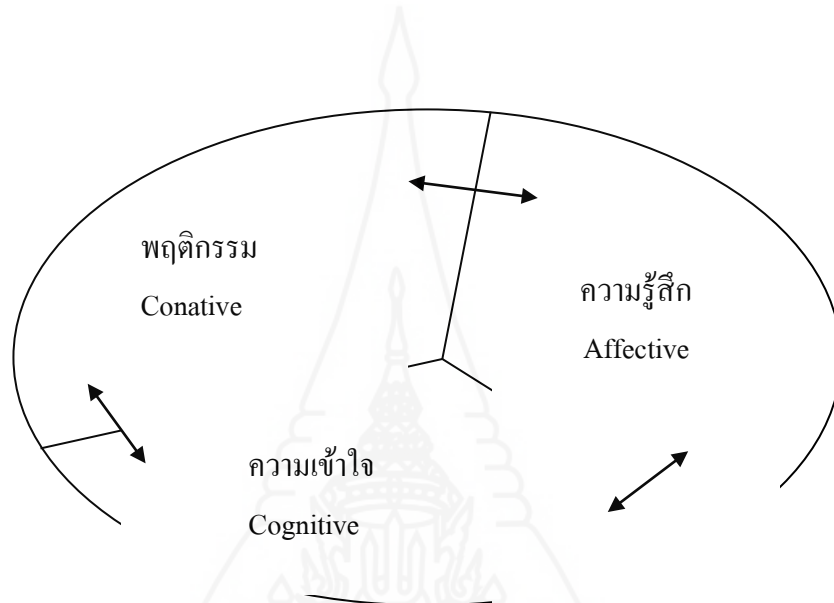 พฤติกรรม
Conative
ความรู้สึก
Affective
ความเข้าใจ
Cognitive